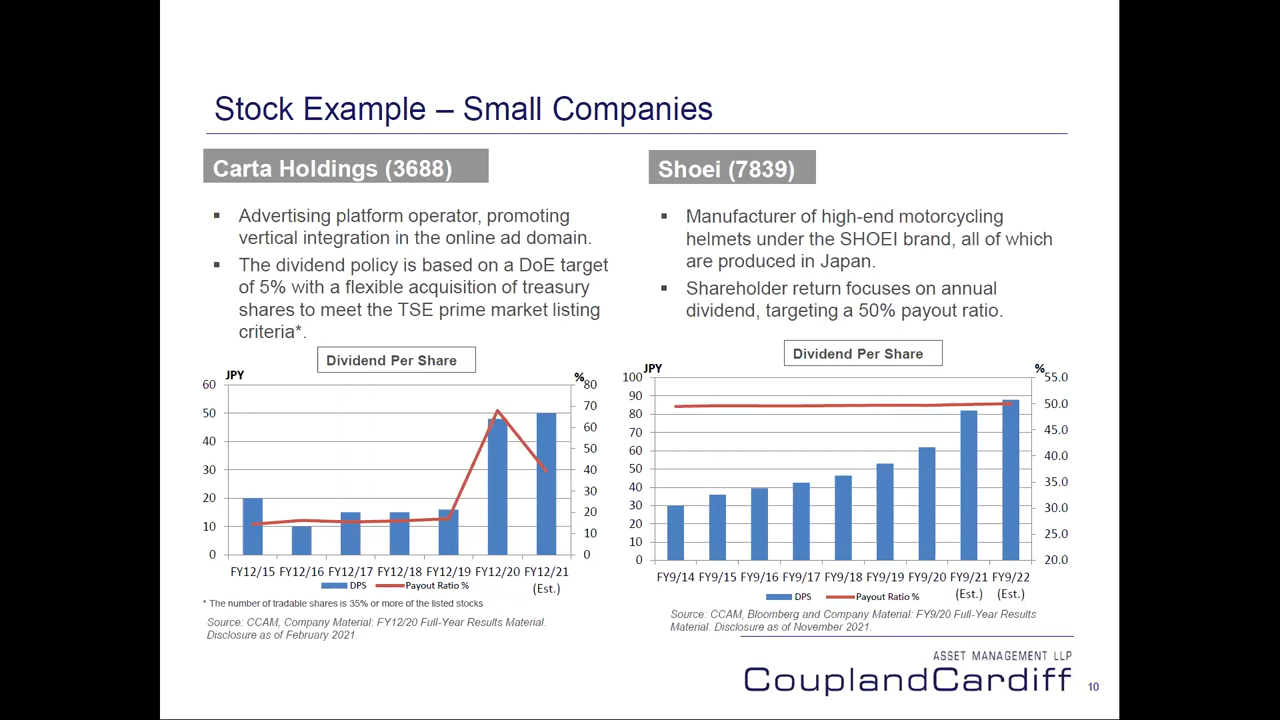 Stock Example – Small Companies
Carta Holdings (3688)
▪ Advertising platform operator, promoting
vertical integration in the online ad domain.
▪ The dividend policy is based on a DoE target
of 5% with a flexible acquisition of treasury
shares to meet the TSE prime market listing
criteria*.
Dividend Per Share
JPY
%
60
50
40
30
20
10
0
80
70
60
50
40
30
20
10
0
FY12/15 FY12/16 FY12/17 FY12/18 FY12/19 FY12/20 FY12/21
(Est.)
DPS Payout Ratio %
* The number of tradable shares is 35% or more of the listed stocks
Source: CCAM, Company Material: FY12/20 Full-Year Results Material.
Disclosure as of February 2021.
Shoei (7839)
▪ Manufacturer of high-end motorcycling
helmets under the SHOEI brand, all of which
are produced in Japan.
▪ Shareholder return focuses on annual
dividend, targeting a 50% payout ratio.
Dividend Per Share
JPY
%
100
90
80
70
60
50
40
30
20
10
0
55.0
50.0
45.0
40.0
35.0
30.0
25.0
20.0
FY9/14 FY9/15 FY9/16 FY9/17 FY9/18 FY9/19 FY9/20 FY9/21 FY9/22
(Est.) (Est.)
DPS Payout Ratio %
Source: CCAM, Bloomberg and Company Material: FY9/20 Full-Year Results
Material. Disclosure as of November 2021.
ASSET MANAGEMENT LLP
CouplandCardiff
10